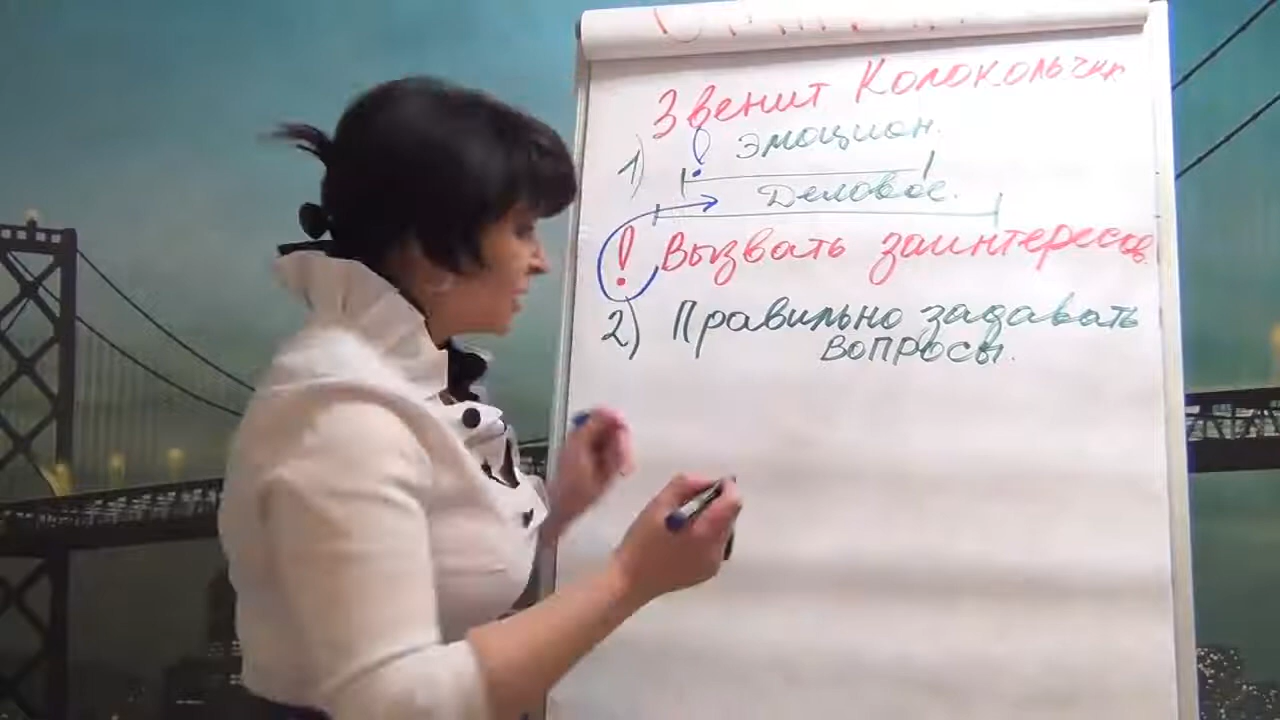 Звенит Колокольчик
1) эмоцион.
Деловое.
! Вызвать заинтересов.
2) Правильно задавать
вопросы.